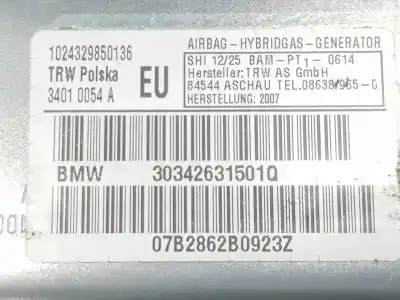 1024329850136
TRW Polska
3401 0054 A
EU
AIRBAG-HYBRIDGAS-GENERATOR
SHI 12/25 BAM-PT1-0614
Hersteller:TRW AS GmbH
84544 ASCHAU TEL.08638/965-0
HERSTELLUNG: 2007
BMW 30342631501Q
07B2862B0923Z